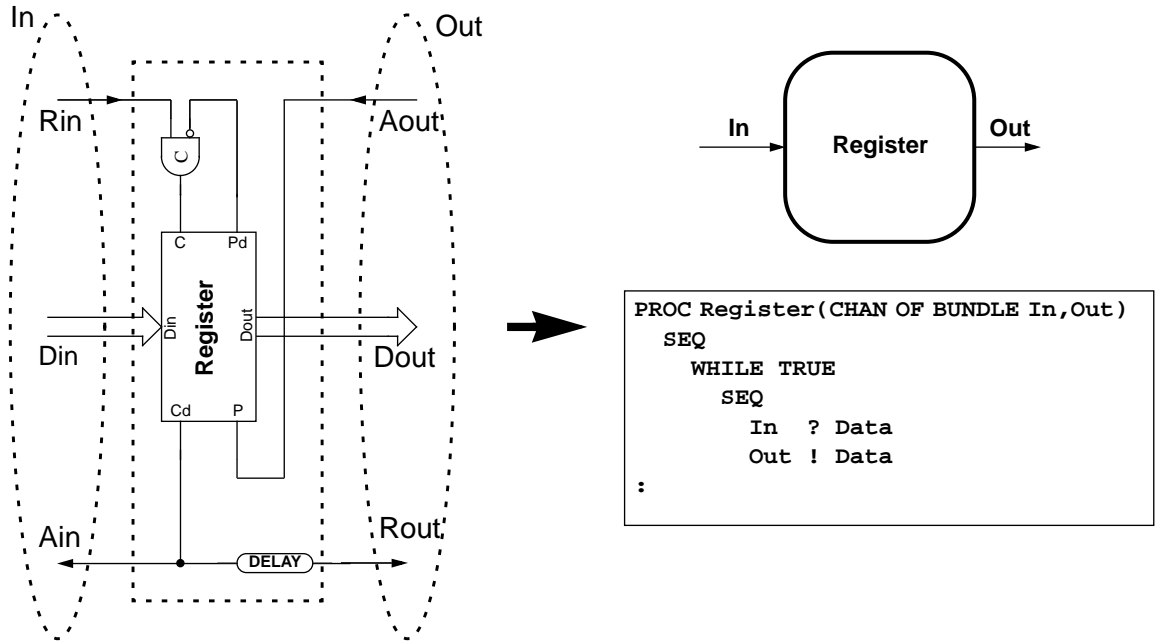 In
Out
Rin
Aout
C
C
Pd
Din
Register
Dout
Din
Dout
Cd
P
Ain
Rout
DELAY
In
Register
Out
PROC Register(CHAN OF BUNDLE In,Out)
SEQ
WHILE TRUE
SEQ
In ? Data
Out ! Data
: